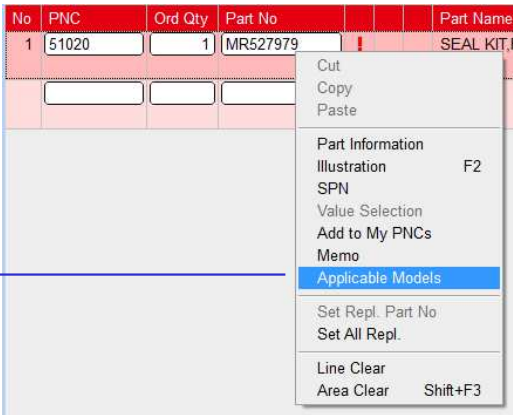 No PNC Ord Qty Part No Part Name
1 51020 1 MR527979 ! SEAL KIT,
Cut
Copy
Paste
Part Information
Illustration F2
SPN
Value Selection
Add to My PNCs
Memo
Applicable Models
Set Repl. Part No
Set All Repl.
Line Clear
Area Clear Shift+F3